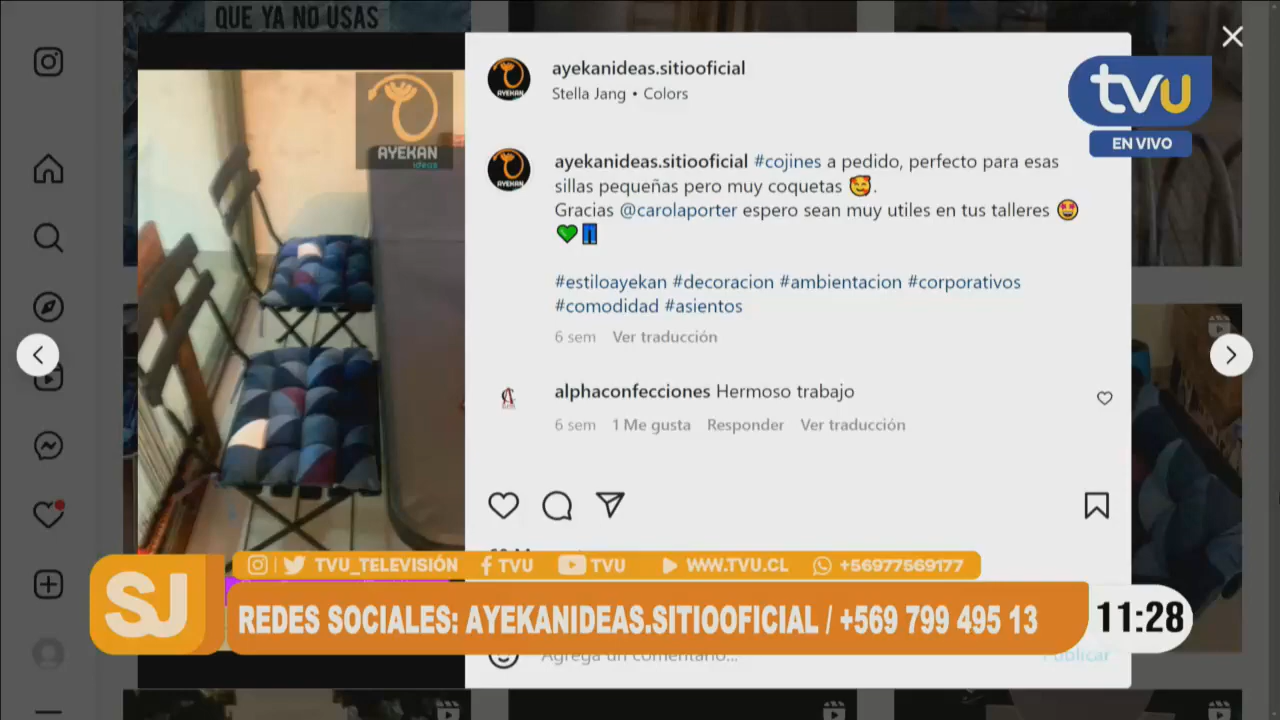 QUE YA NO USAS
AYEKAN
ideas
ayekanideas.sitiooficial
Stella Jang • Colors
ayekanideas.sitiooficial #cojines a pedido, perfecto para esas
sillas pequeñas pero muy coquetas 🥰.
Gracias @carolaporter espero sean muy utiles en tus talleres 🤩
💚👖
#estiloayekan #decoracion #ambientacion #corporativos
#comodidad #asientos
6 sem Ver traducción
alphaconfecciones Hermoso trabajo
6 sem 1 Me gusta Responder Ver traducción
tvu
EN VIVO
TVU_TELEVISIÓN TVU TVU WWW.TVU.CL +56977569177
SJ
REDES SOCIALES: AYEKANIDEAS.SITIOOFICIAL / +569 799 495 13
11:28
Agrega un comentario...
Publicar